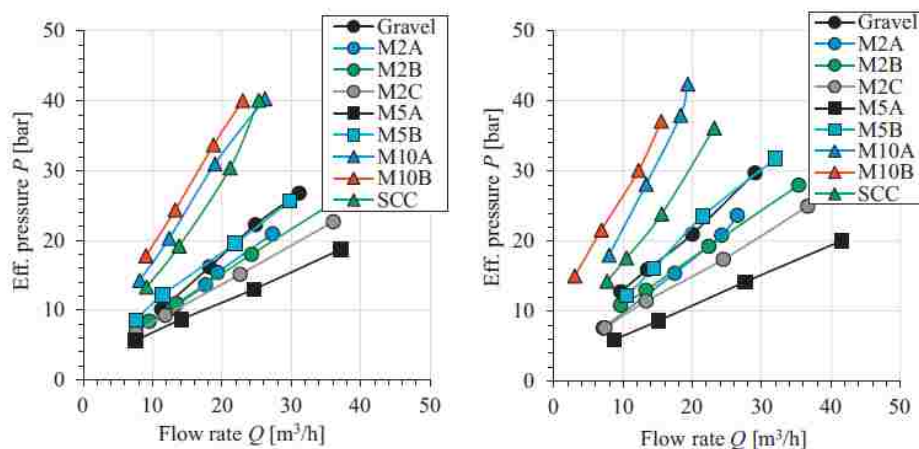 Gravel
M2A
M2B
M2C
M5A
M5B
M10A
M10B
SCC
50
40
30
20
10
0
Eff. pressure P [bar]
0 10 20 30 40 50
Flow rate Q [m³/h]
Gravel
M2A
M2B
M2C
M5A
M5B
M10A
M10B
SCC
50
40
30
20
10
0
Eff. pressure P [bar]
0 10 20 30 40 50
Flow rate Q [m³/h]